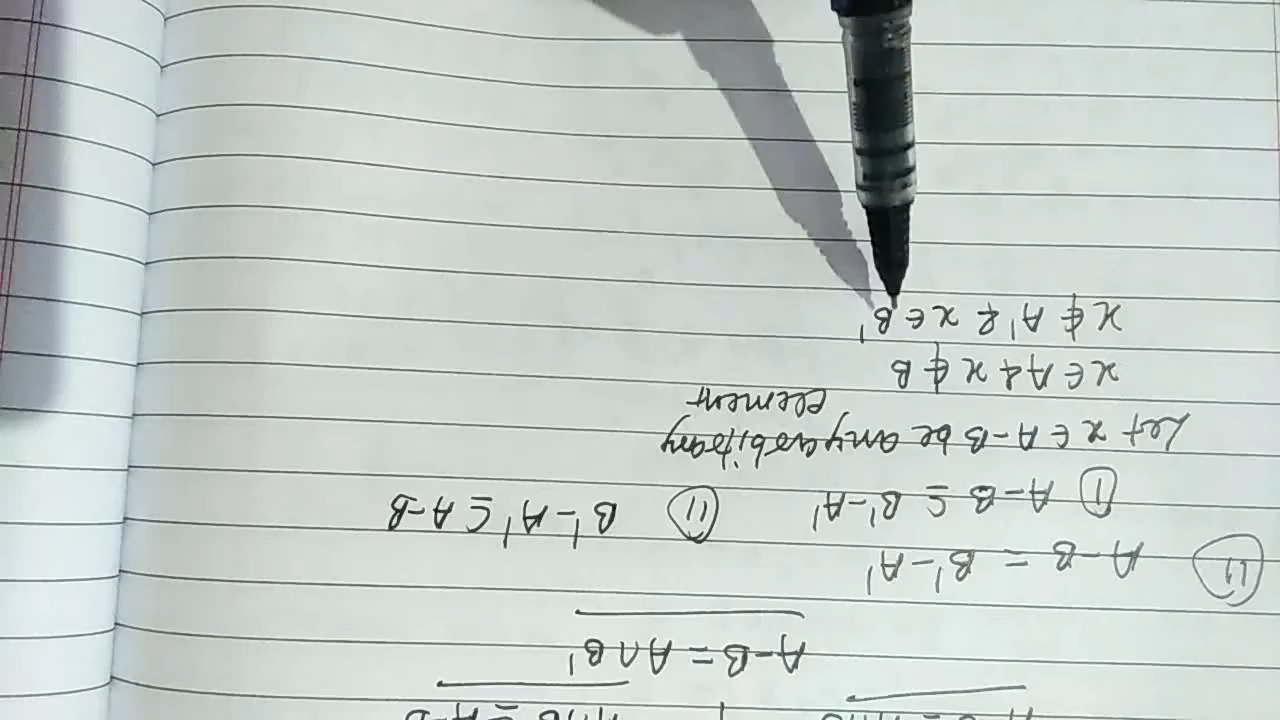 A-B = A∩B'
(ii) A-B = B'-A'
(i) A-B ⊆ B'-A' (ii) B'-A' ⊆ A-B
Let x ∈ A-B be any arbitrary
element
x ∈ A & x ∉ B
x ∉ A' & x ∈ B'